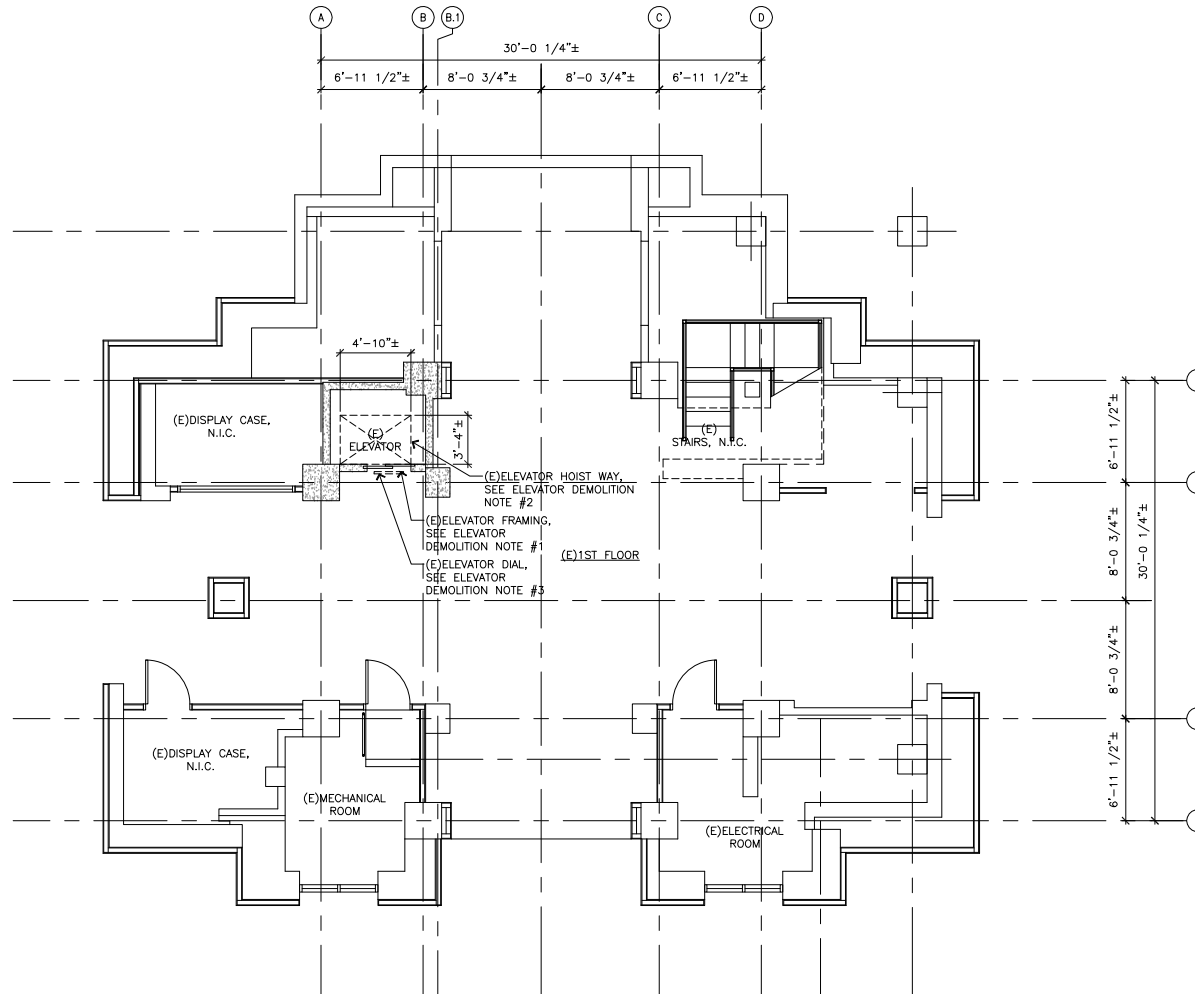 A
B
B.1
C
D
30'-0 1/4"±
6'-11 1/2"±
8'-0 3/4"±
8'-0 3/4"±
6'-11 1/2"±
4'-10"±
3'-4"±
(E)DISPLAY CASE,
N.I.C.
(E)
ELEVATOR
(E)
STAIRS, N.I.C.
(E)ELEVATOR HOIST WAY,
SEE ELEVATOR DEMOLITION
NOTE #2
(E)ELEVATOR FRAMING,
SEE ELEVATOR
DEMOLITION NOTE #1
(E)1ST FLOOR
(E)ELEVATOR DIAL,
SEE ELEVATOR
DEMOLITION NOTE #3
6'-11 1/2"±
8'-0 3/4"±
30'-0 1/4"±
8'-0 3/4"±
6'-11 1/2"±
(E)DISPLAY CASE,
N.I.C.
(E)MECHANICAL
ROOM
(E)ELECTRICAL
ROOM